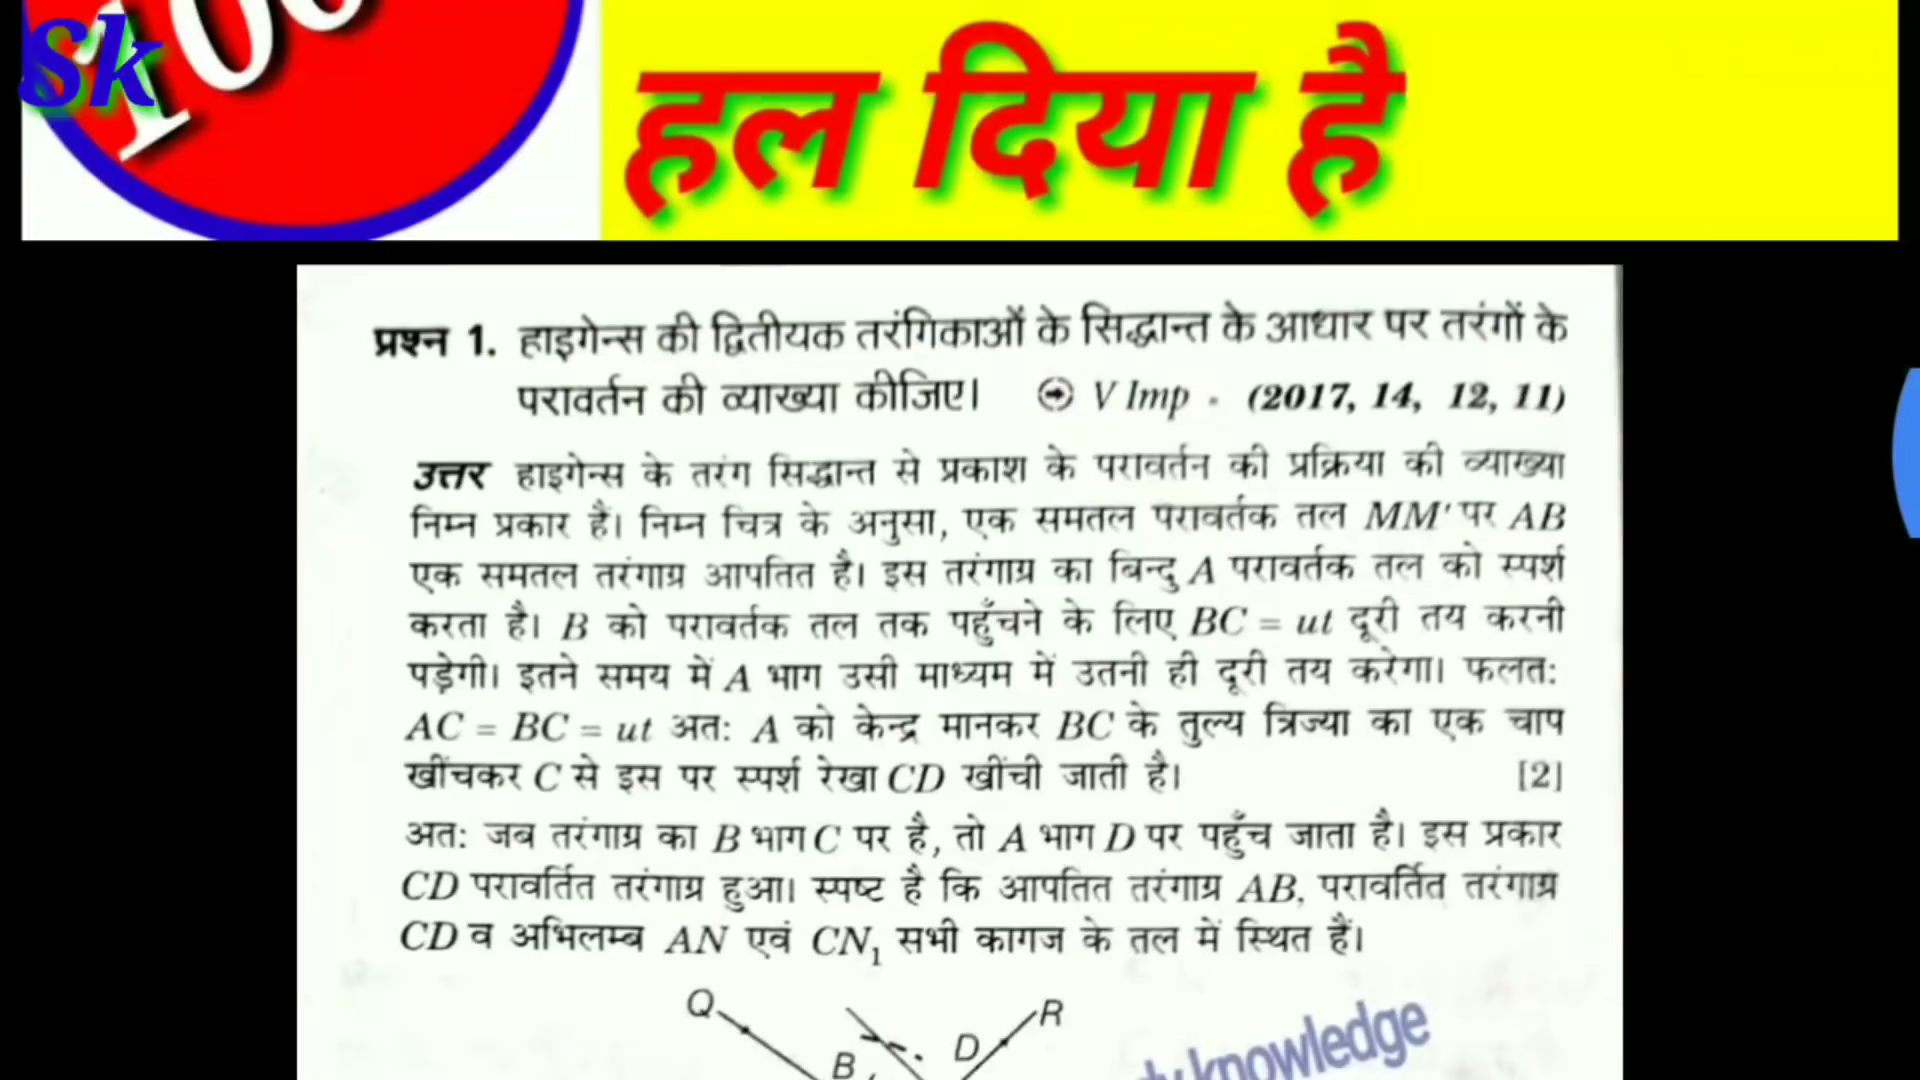 Sk
हल दिया है
प्रश्न 1. हाइगेन्स की द्वितीयक तरंगिकाओं के सिद्धान्त के आधार पर तरंगों के
परावर्तन की व्याख्या कीजिए। V Imp (2017, 14, 12, 11)
उत्तर हाइगेन्स के तरंग सिद्धान्त से प्रकाश के परावर्तन की प्रक्रिया की व्याख्या
निम्न प्रकार है। निम्न चित्र के अनुसा, एक समतल परावर्तक तल MM' पर AB
एक समतल तरंगाग्र आपतित है। इस तरंगाग्र का बिन्दु A परावर्तक तल को स्पर्श
करता है। B को परावर्तक तल तक पहुँचने के लिए BC = ut दूरी तय करनी
पड़ेगी। इतने समय में A भाग उसी माध्यम में उतनी ही दूरी तय करेगा। फलत:
AC = BC = ut अत: A को केन्द्र मानकर BC के तुल्य त्रिज्या का एक चाप
खींचकर C से इस पर स्पर्श रेखा CD खींची जाती है। [2]
अत: जब तरंगाग्र का B भाग C पर है, तो A भाग D पर पहुँच जाता है। इस प्रकार
CD परावर्तित तरंगाग्र हुआ। स्पष्ट है कि आपतित तरंगाग्र AB, परावर्तित तरंगाग्र
CD व अभिलम्ब AN एवं CN₁ सभी कागज के तल में स्थित हैं।
Q R
B D
knowledge